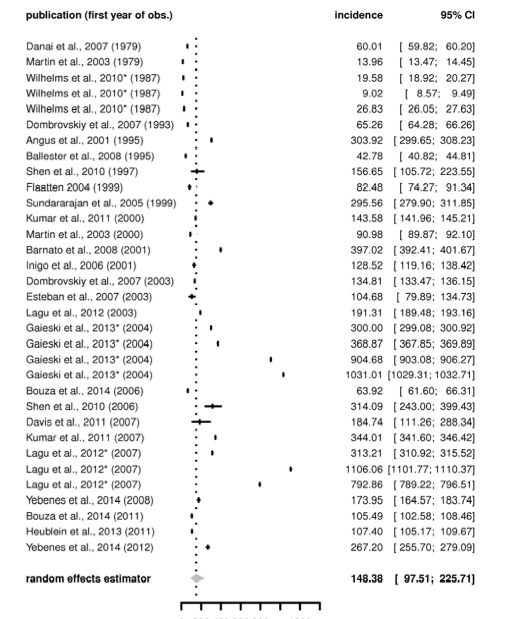 publication (first year of obs.) incidence 95% CI
Danai et al., 2007 (1979) 60.01 [ 59.82; 60.20]
Martin et al., 2003 (1979) 13.96 [ 13.47; 14.45]
Wilhelms et al., 2010* (1987) 19.58 [ 18.92; 20.27]
Wilhelms et al., 2010* (1987) 9.02 [ 8.57; 9.49]
Wilhelms et al., 2010* (1987) 26.83 [ 26.05; 27.63]
Dombrovskiy et al., 2007 (1993) 65.26 [ 64.28; 66.26]
Angus et al., 2001 (1995) 303.92 [ 299.65; 308.23]
Ballester et al., 2008 (1995) 42.78 [ 40.82; 44.81]
Shen et al., 2010 (1997) 156.65 [ 105.72; 223.55]
Flaatten 2004 (1999) 82.48 [ 74.27; 91.34]
Sundararajan et al., 2005 (1999) 295.56 [ 279.90; 311.85]
Kumar et al., 2011 (2000) 143.58 [ 141.96; 145.21]
Martin et al., 2003 (2000) 90.98 [ 89.87; 92.10]
Barnato et al., 2008 (2001) 397.02 [ 392.41; 401.67]
Inigo et al., 2006 (2001) 128.52 [ 119.16; 138.42]
Dombrovskiy et al., 2007 (2003) 134.81 [ 133.47; 136.15]
Esteban et al., 2007 (2003) 104.68 [ 79.89; 134.73]
Lagu et al., 2012 (2003) 191.31 [ 189.48; 193.16]
Gaieski et al., 2013* (2004) 300.00 [ 299.08; 300.92]
Gaieski et al., 2013* (2004) 368.87 [ 367.85; 369.89]
Gaieski et al., 2013* (2004) 904.68 [ 903.08; 906.27]
Gaieski et al., 2013* (2004) 1031.01 [1029.31; 1032.71]
Bouza et al., 2014 (2006) 63.92 [ 61.60; 66.31]
Shen et al., 2010 (2006) 314.09 [ 243.00; 399.43]
Davis et al., 2011 (2007) 184.74 [ 111.26; 288.34]
Kumar et al., 2011 (2007) 344.01 [ 341.60; 346.42]
Lagu et al., 2012* (2007) 313.21 [ 310.92; 315.52]
Lagu et al., 2012* (2007) 1106.06 [1101.77; 1110.37]
Lagu et al., 2012* (2007) 792.86 [ 789.22; 796.51]
Yebenes et al., 2014 (2008) 173.95 [ 164.57; 183.74]
Bouza et al., 2014 (2011) 105.49 [ 102.58; 108.46]
Heublein et al., 2013 (2011) 107.40 [ 105.17; 109.67]
Yebenes et al., 2014 (2012) 267.20 [ 255.70; 279.09]
random effects estimator 148.38 [ 97.51; 225.71]